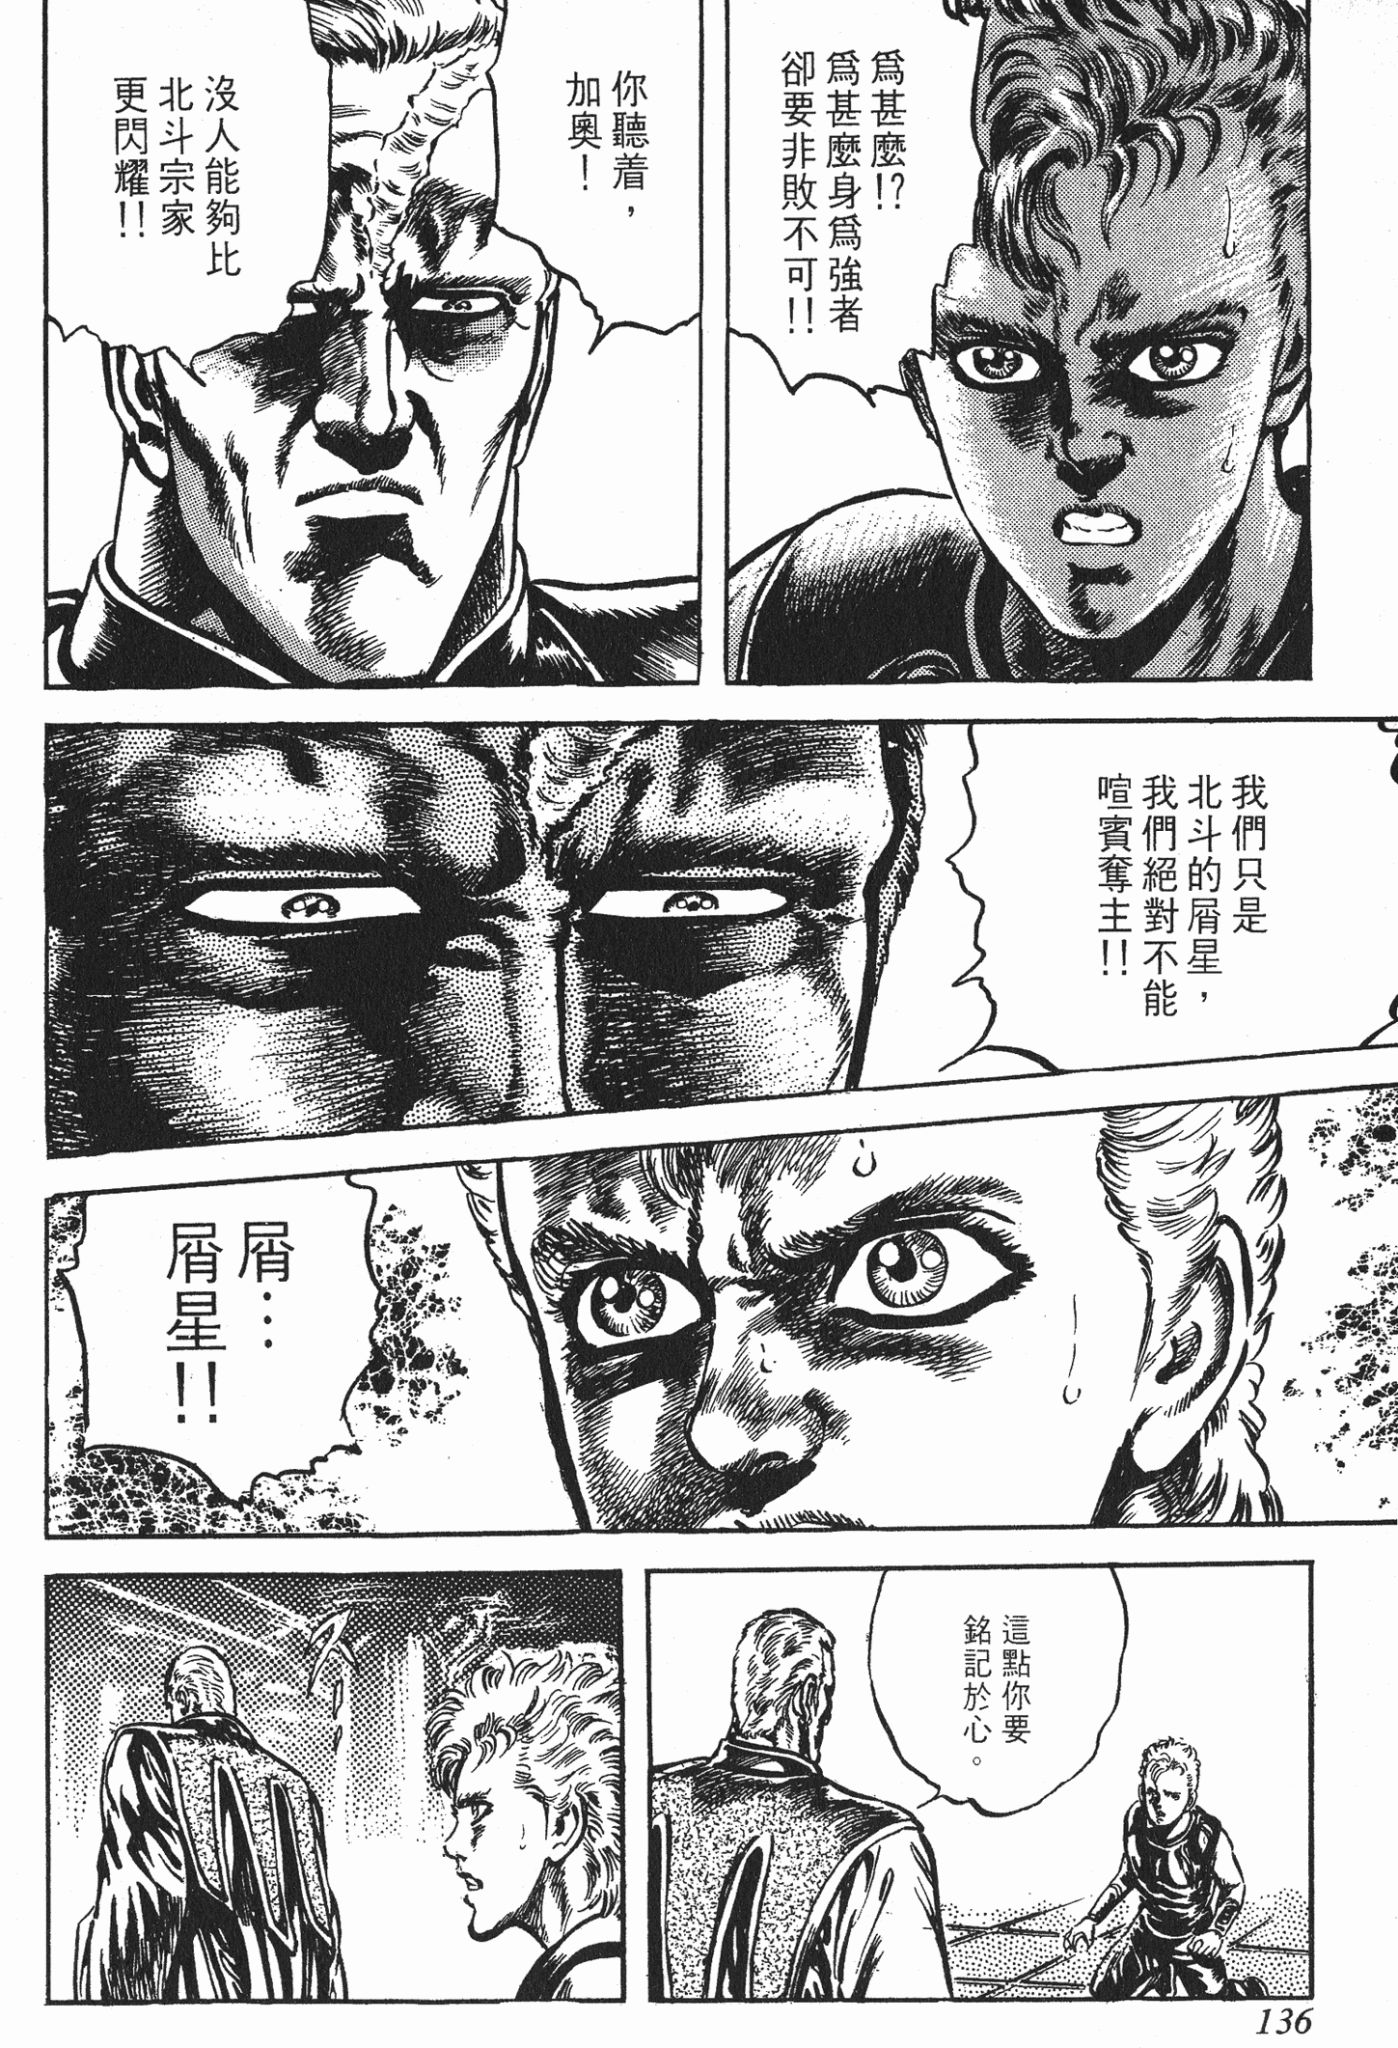 爲甚麼!?
爲甚麼身爲強者
卻要非敗不可!!
你聽着，
加奧！
沒人能夠比
北斗宗家
更閃耀!!
我們只是
北斗的屑星，
我們絕對不能
喧賓奪主!!
屑…
屑星!!
這點你要
銘記於心。
136